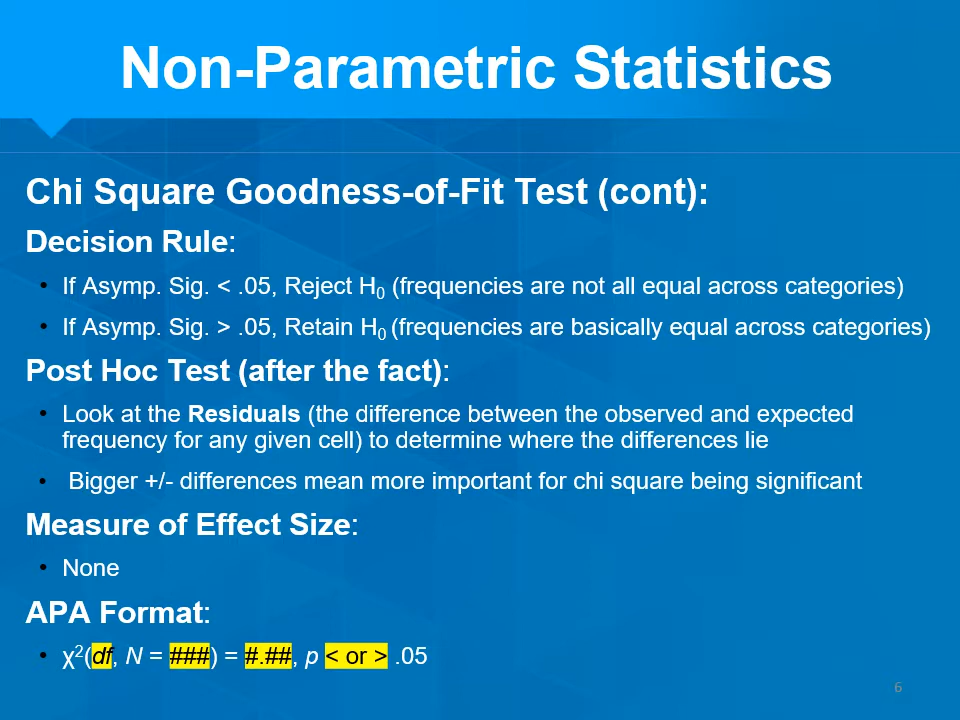 Non-Parametric Statistics
Chi Square Goodness-of-Fit Test (cont):
Decision Rule:
• If Asymp. Sig. < .05, Reject H₀ (frequencies are not all equal across categories)
• If Asymp. Sig. > .05, Retain H₀ (frequencies are basically equal across categories)
Post Hoc Test (after the fact):
• Look at the Residuals (the difference between the observed and expected
frequency for any given cell) to determine where the differences lie
• Bigger +/- differences mean more important for chi square being significant
Measure of Effect Size:
• None
APA Format:
• χ²(df, N = ###) = #.##, p < or > .05
6